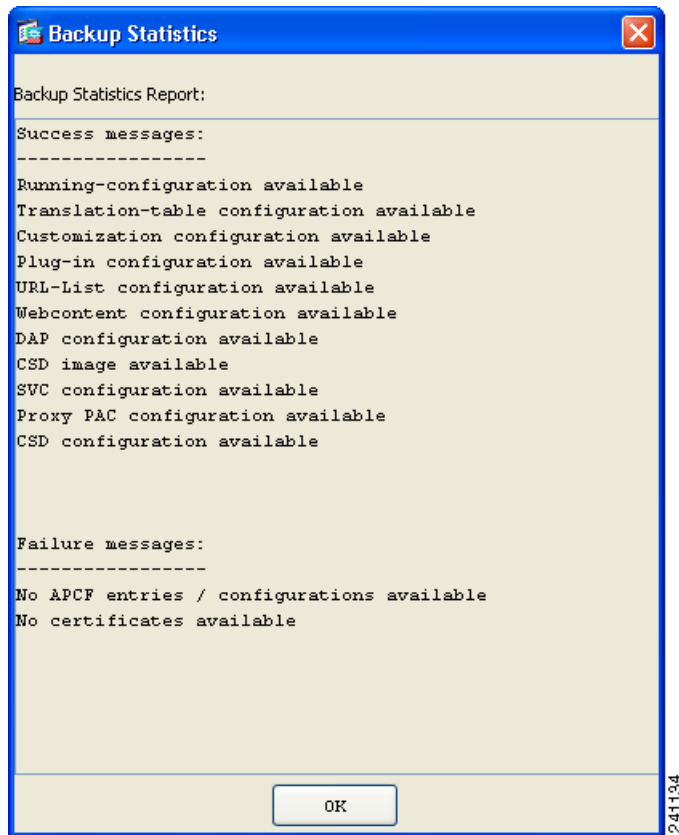 Backup Statistics
Backup Statistics Report:
Success messages:
-----------------
Running-configuration available
Translation-table configuration available
Customization configuration available
Plug-in configuration available
URL-List configuration available
Webcontent configuration available
DAP configuration available
CSD image available
SVC configuration available
Proxy PAC configuration available
CSD configuration available
Failure messages:
-----------------
No APCF entries / configurations available
No certificates available
OK
241134